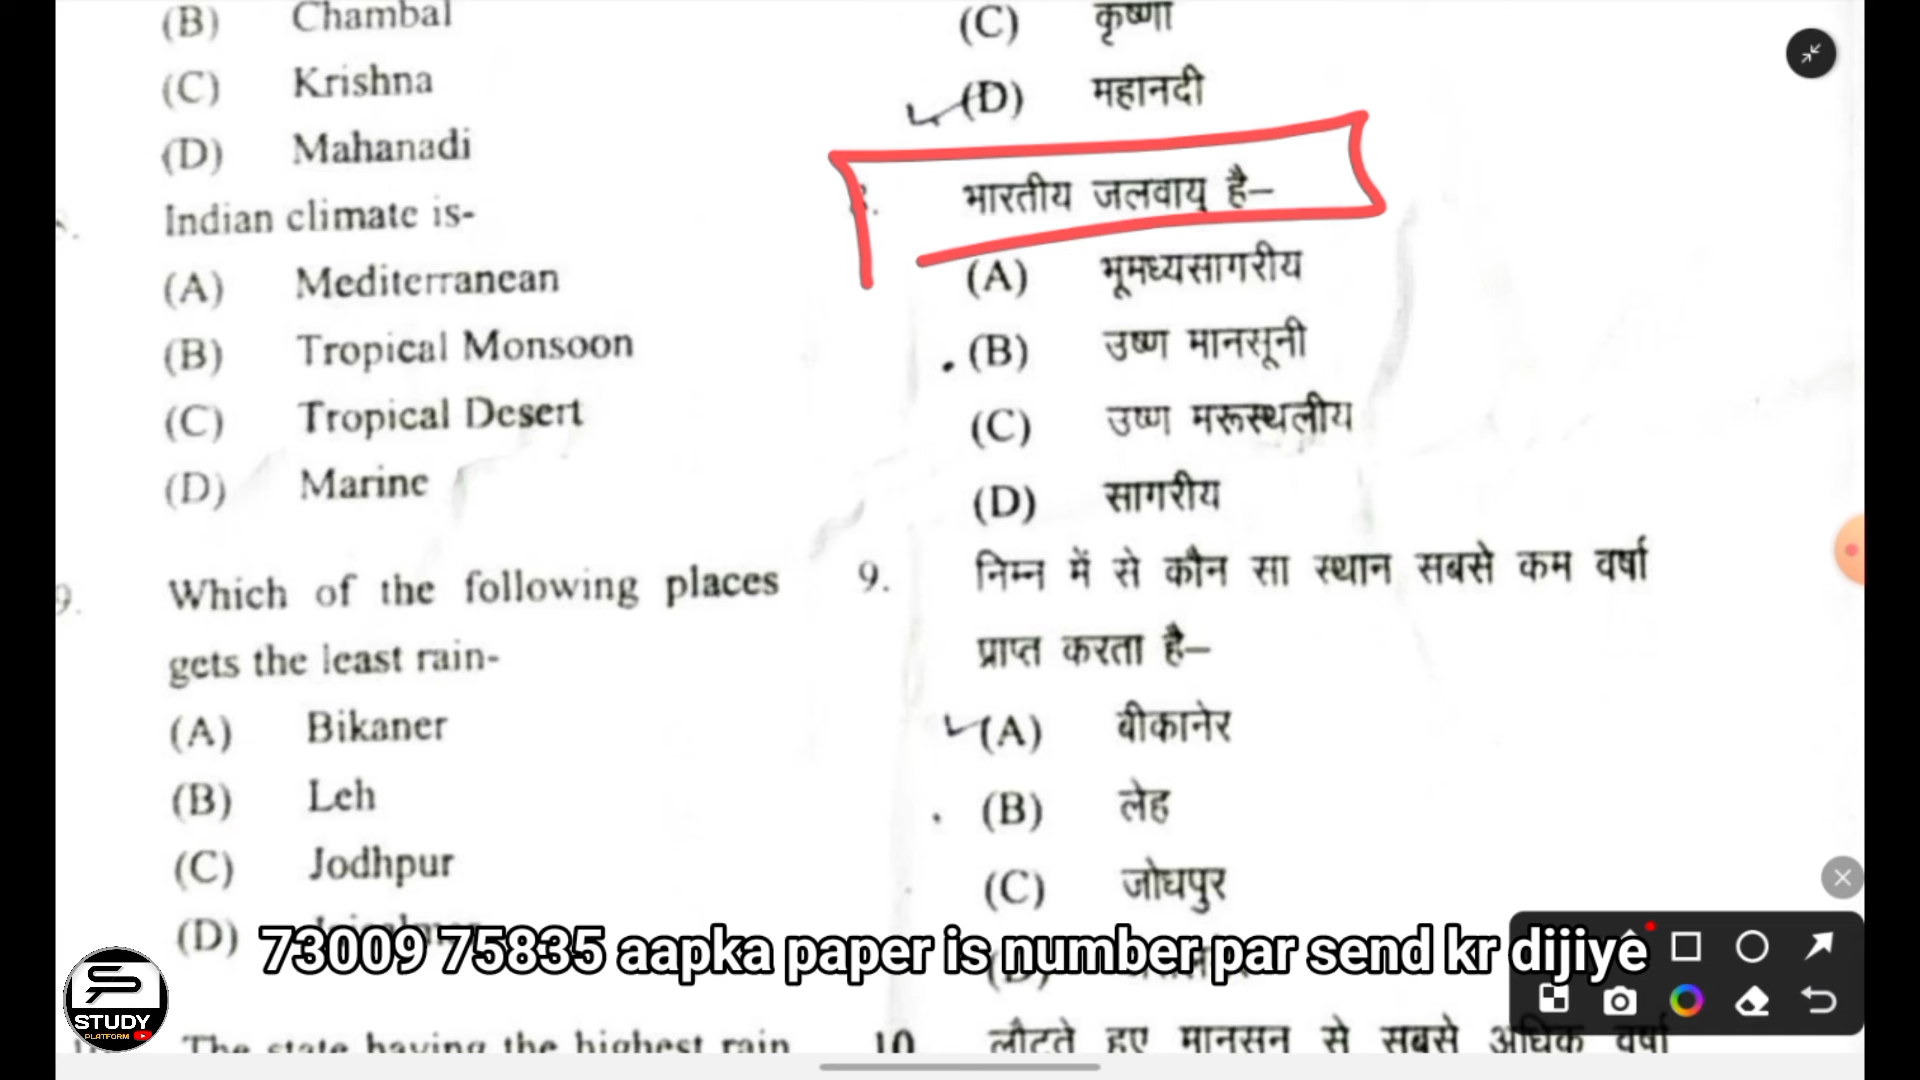 (B) Chambal
(C) Krishna
(D) Mahanadi
Indian climate is-
(A) Mediterranean
(B) Tropical Monsoon
(C) Tropical Desert
(D) Marine
9. Which of the following places
gets the least rain-
(A) Bikaner
(B) Leh
(C) Jodhpur
(D)
The state having the highest rain
(C) कृष्णा
(D) महानदी
8. भारतीय जलवायु है–
(A) भूमध्यसागरीय
(B) उष्ण मानसूनी
(C) उष्ण मरूस्थलीय
(D) सागरीय
9. निम्न में से कौन सा स्थान सबसे कम वर्षा
प्राप्त करता है–
(A) बीकानेर
(B) लेह
(C) जोधपुर
(D)
10. लौटते हुए मानसून से सबसे अधिक वर्षा
73009 75835 aapka paper is number par send kr dijiye
STUDY
PLATFORM